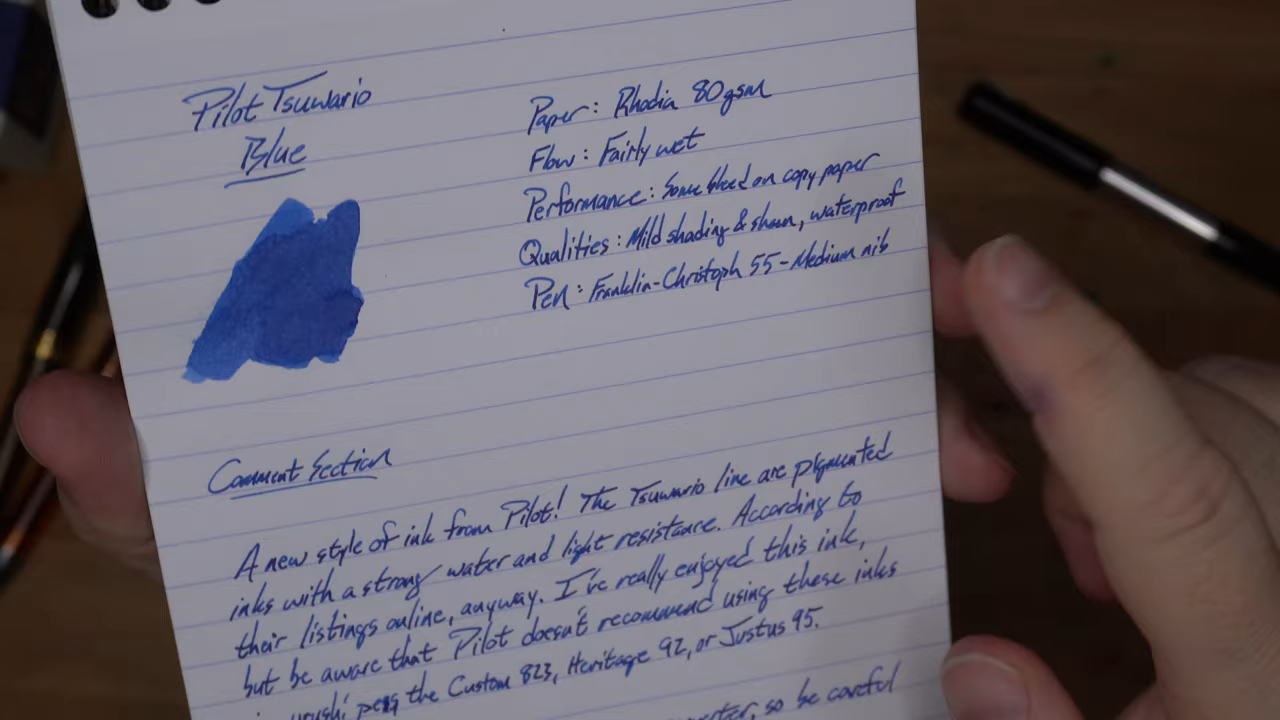 Pilot Tsuwario
Blue
Paper: Rhodia 80gsm
Flow: Fairly wet
Performance: Some bleed on copy paper
Qualities: Mild shading & sheen, waterproof
Pen: Franklin-Christoph 55-Medium nib
Comment Section
A new style of ink from Pilot! The Tsuwario line are pigmented
inks with a strong water and light resistance. According to
their listings online, anyway. I've really enjoyed this ink,
but be aware that Pilot doesn't recommend using these inks
urushi pens the Custom 823, Heritage 92, or Justus 95.
so be careful